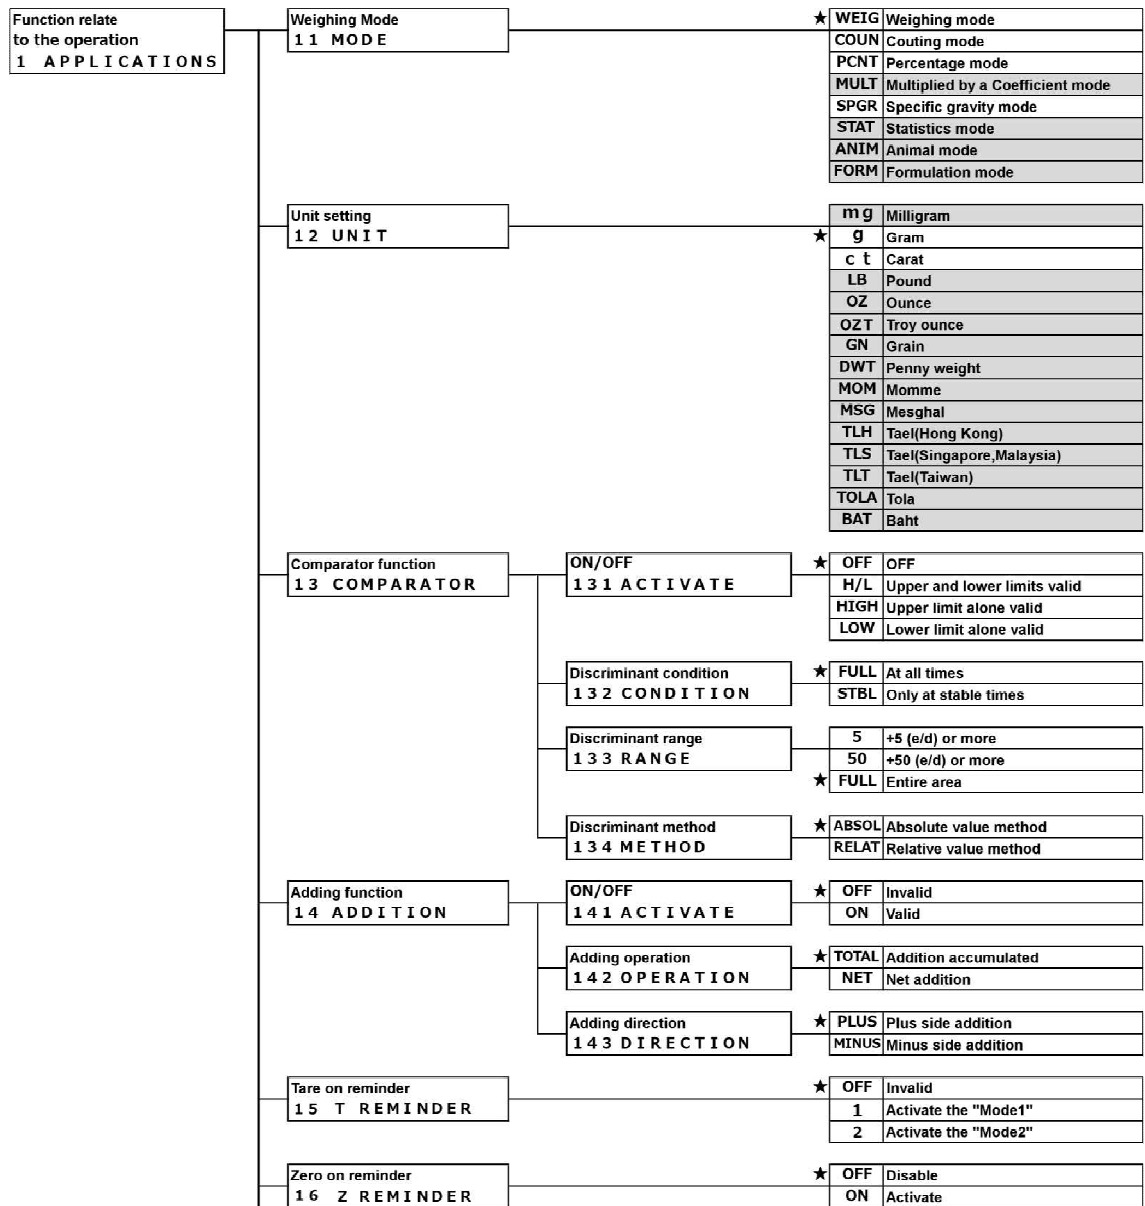 Function relate
to the operation
1 APPLICATIONS
Weighing Mode
11 MODE
★ WEIG Weighing mode
COUN Couting mode
PCNT Percentage mode
MULT Multiplied by a Coefficient mode
SPGR Specific gravity mode
STAT Statistics mode
ANIM Animal mode
FORM Formulation mode
Unit setting
12 UNIT
mg Milligram
★ g Gram
ct Carat
LB Pound
OZ Ounce
OZT Troy ounce
GN Grain
DWT Penny weight
MOM Momme
MSG Mesghal
TLH Tael(Hong Kong)
TLS Tael(Singapore,Malaysia)
TLT Tael(Taiwan)
TOLA Tola
BAT Baht
Comparator function
13 COMPARATOR
ON/OFF
131 ACTIVATE
★ OFF OFF
H/L Upper and lower limits valid
HIGH Upper limit alone valid
LOW Lower limit alone valid
Discriminant condition
132 CONDITION
★ FULL At all times
STBL Only at stable times
Discriminant range
133 RANGE
5 +5 (e/d) or more
50 +50 (e/d) or more
★ FULL Entire area
Discriminant method
134 METHOD
★ ABSOL Absolute value method
RELAT Relative value method
Adding function
14 ADDITION
ON/OFF
141 ACTIVATE
★ OFF Invalid
ON Valid
Adding operation
142 OPERATION
★ TOTAL Addition accumulated
NET Net addition
Adding direction
143 DIRECTION
★ PLUS Plus side addition
MINUS Minus side addition
Tare on reminder
15 T REMINDER
★ OFF Invalid
1 Activate the "Mode1"
2 Activate the "Mode2"
Zero on reminder
16 Z REMINDER
★ OFF Disable
ON Activate